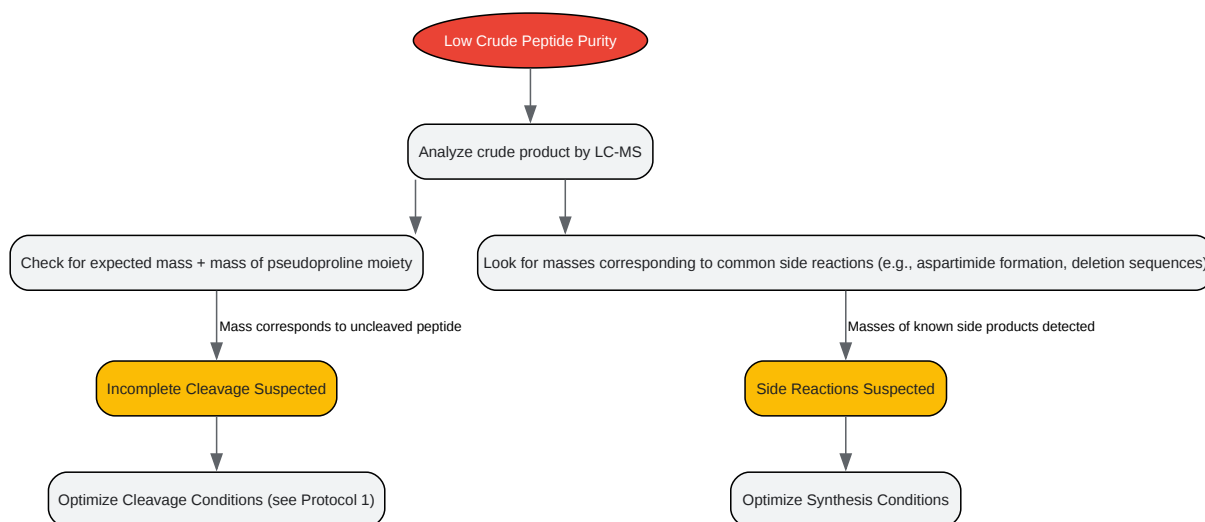 Low Crude Peptide Purity
Analyze crude product by LC-MS
Check for expected mass + mass of pseudoproline moiety
Look for masses corresponding to common side reactions (e.g., aspartimide formation, deletion sequences)
Mass corresponds to uncleaved peptide
Masses of known side products detected
Incomplete Cleavage Suspected
Side Reactions Suspected
Optimize Cleavage Conditions (see Protocol 1)
Optimize Synthesis Conditions